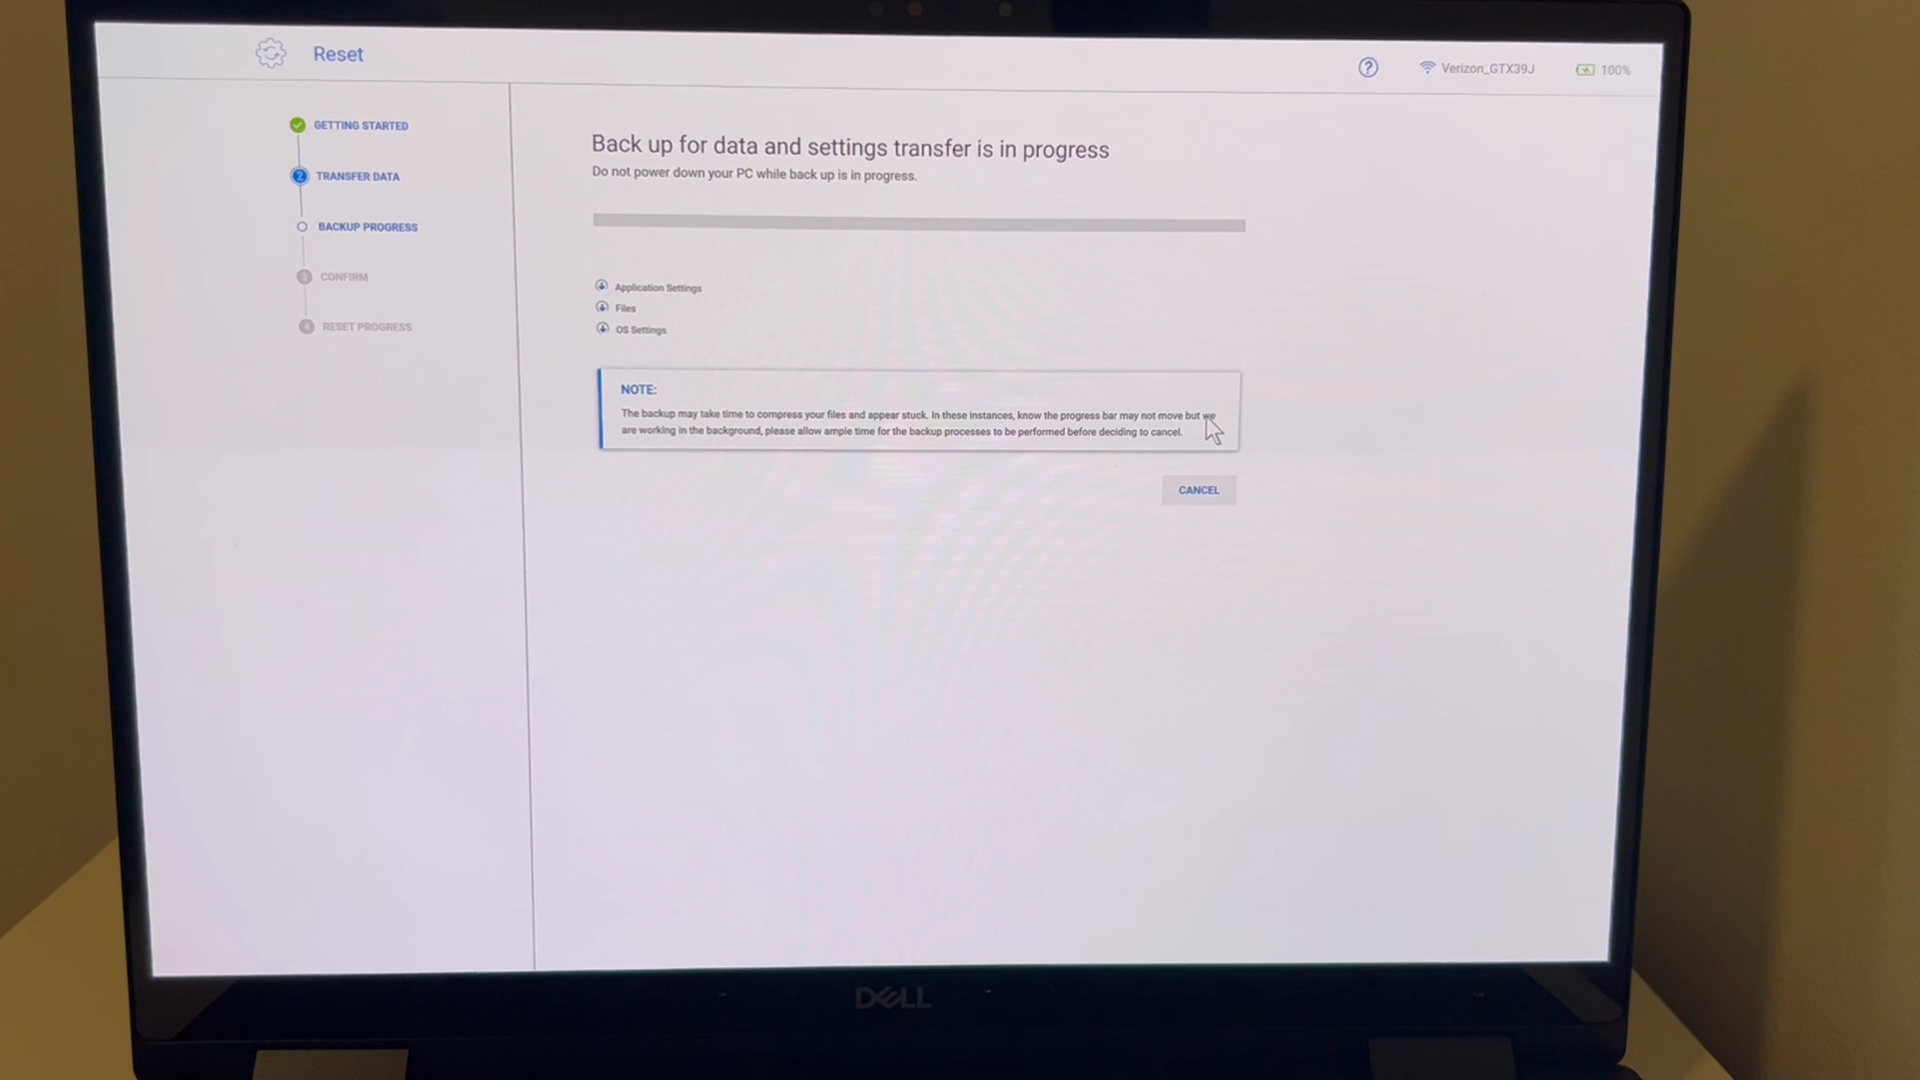 Reset
Verizon_GTX39J
100%
GETTING STARTED
2 TRANSFER DATA
BACKUP PROGRESS
3 CONFIRM
4 RESET PROGRESS
Back up for data and settings transfer is in progress
Do not power down your PC while back up is in progress.
Application Settings
Files
OS Settings
NOTE:
The backup may take time to compress your files and appear stuck. In these instances, know the progress bar may not move but we
are working in the background, please allow ample time for the backup processes to be performed before deciding to cancel.
CANCEL
DELL